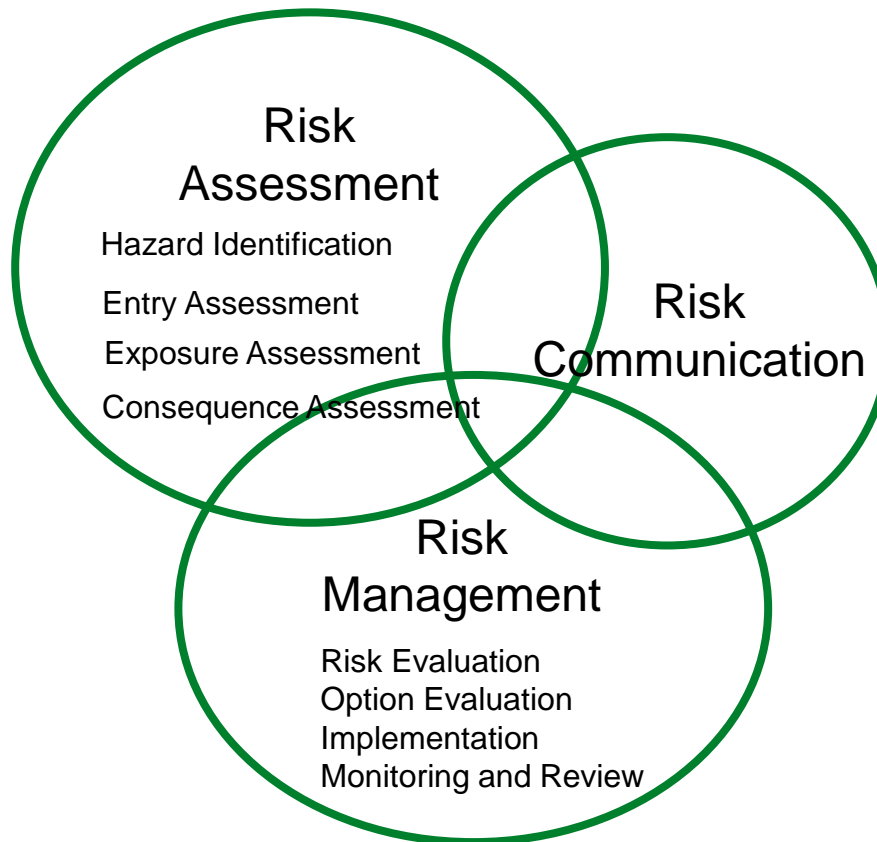 Risk
Assessment
Hazard Identification
Entry Assessment
Exposure Assessment
Consequence Assessment
Risk
Communication
Risk
Management
Risk Evaluation
Option Evaluation
Implementation
Monitoring and Review